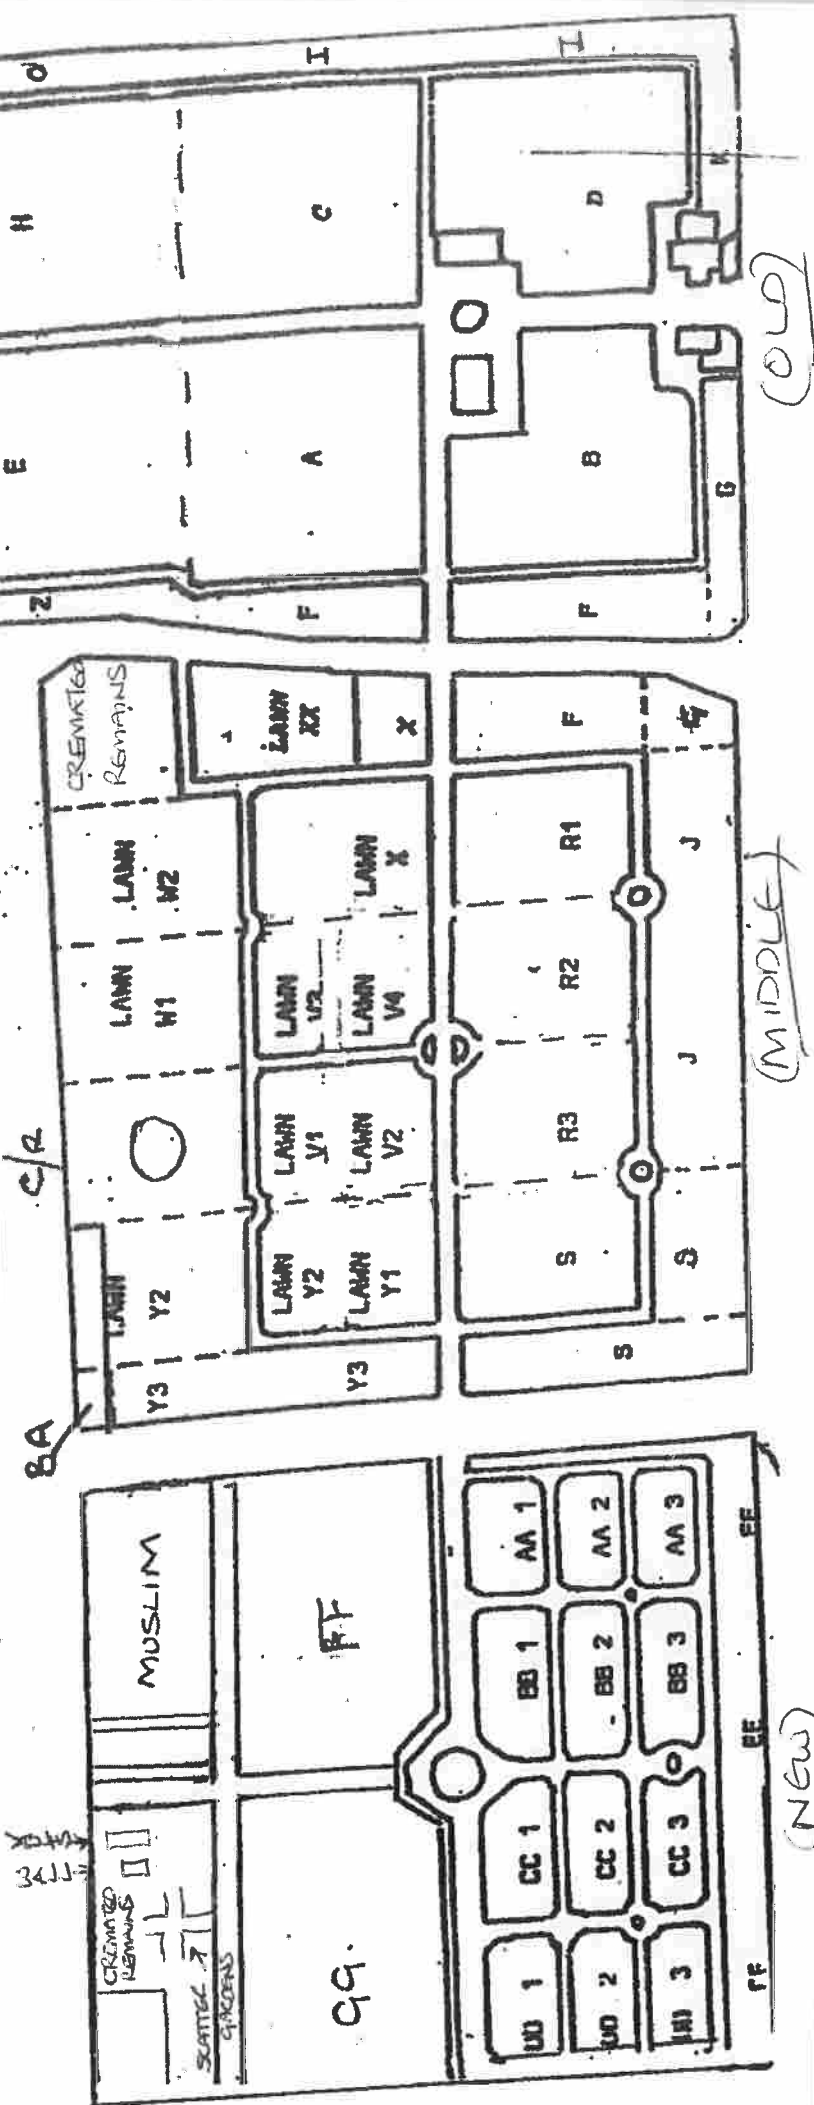 O
I
I
H
C
D
K
(OLD)
E
A
B
G
Z
F
F
CREMATED
REMAINS
LAWN
XX
X
F
LAWN
W2
LAWN
X
R1
J
LAWN
W1
LAWN
LAWN
V4
R2
(MIDDLE)
C/R
LAWN
V1
LAWN
V2
R3
J
LAWN
Y2
LAWN
Y2
LAWN
Y1
S
S
BA
Y3
Y3
S
MUSLIM
FF
AA 1
AA 2
AA 3
EE
BB 1
BB 2
BB 3
EE
(NEW)
CC 1
CC 2
CC 3
CREMATED
REMAINS
SCATTER
GARDENS
GG.
DD 1
DD 2
DD 3